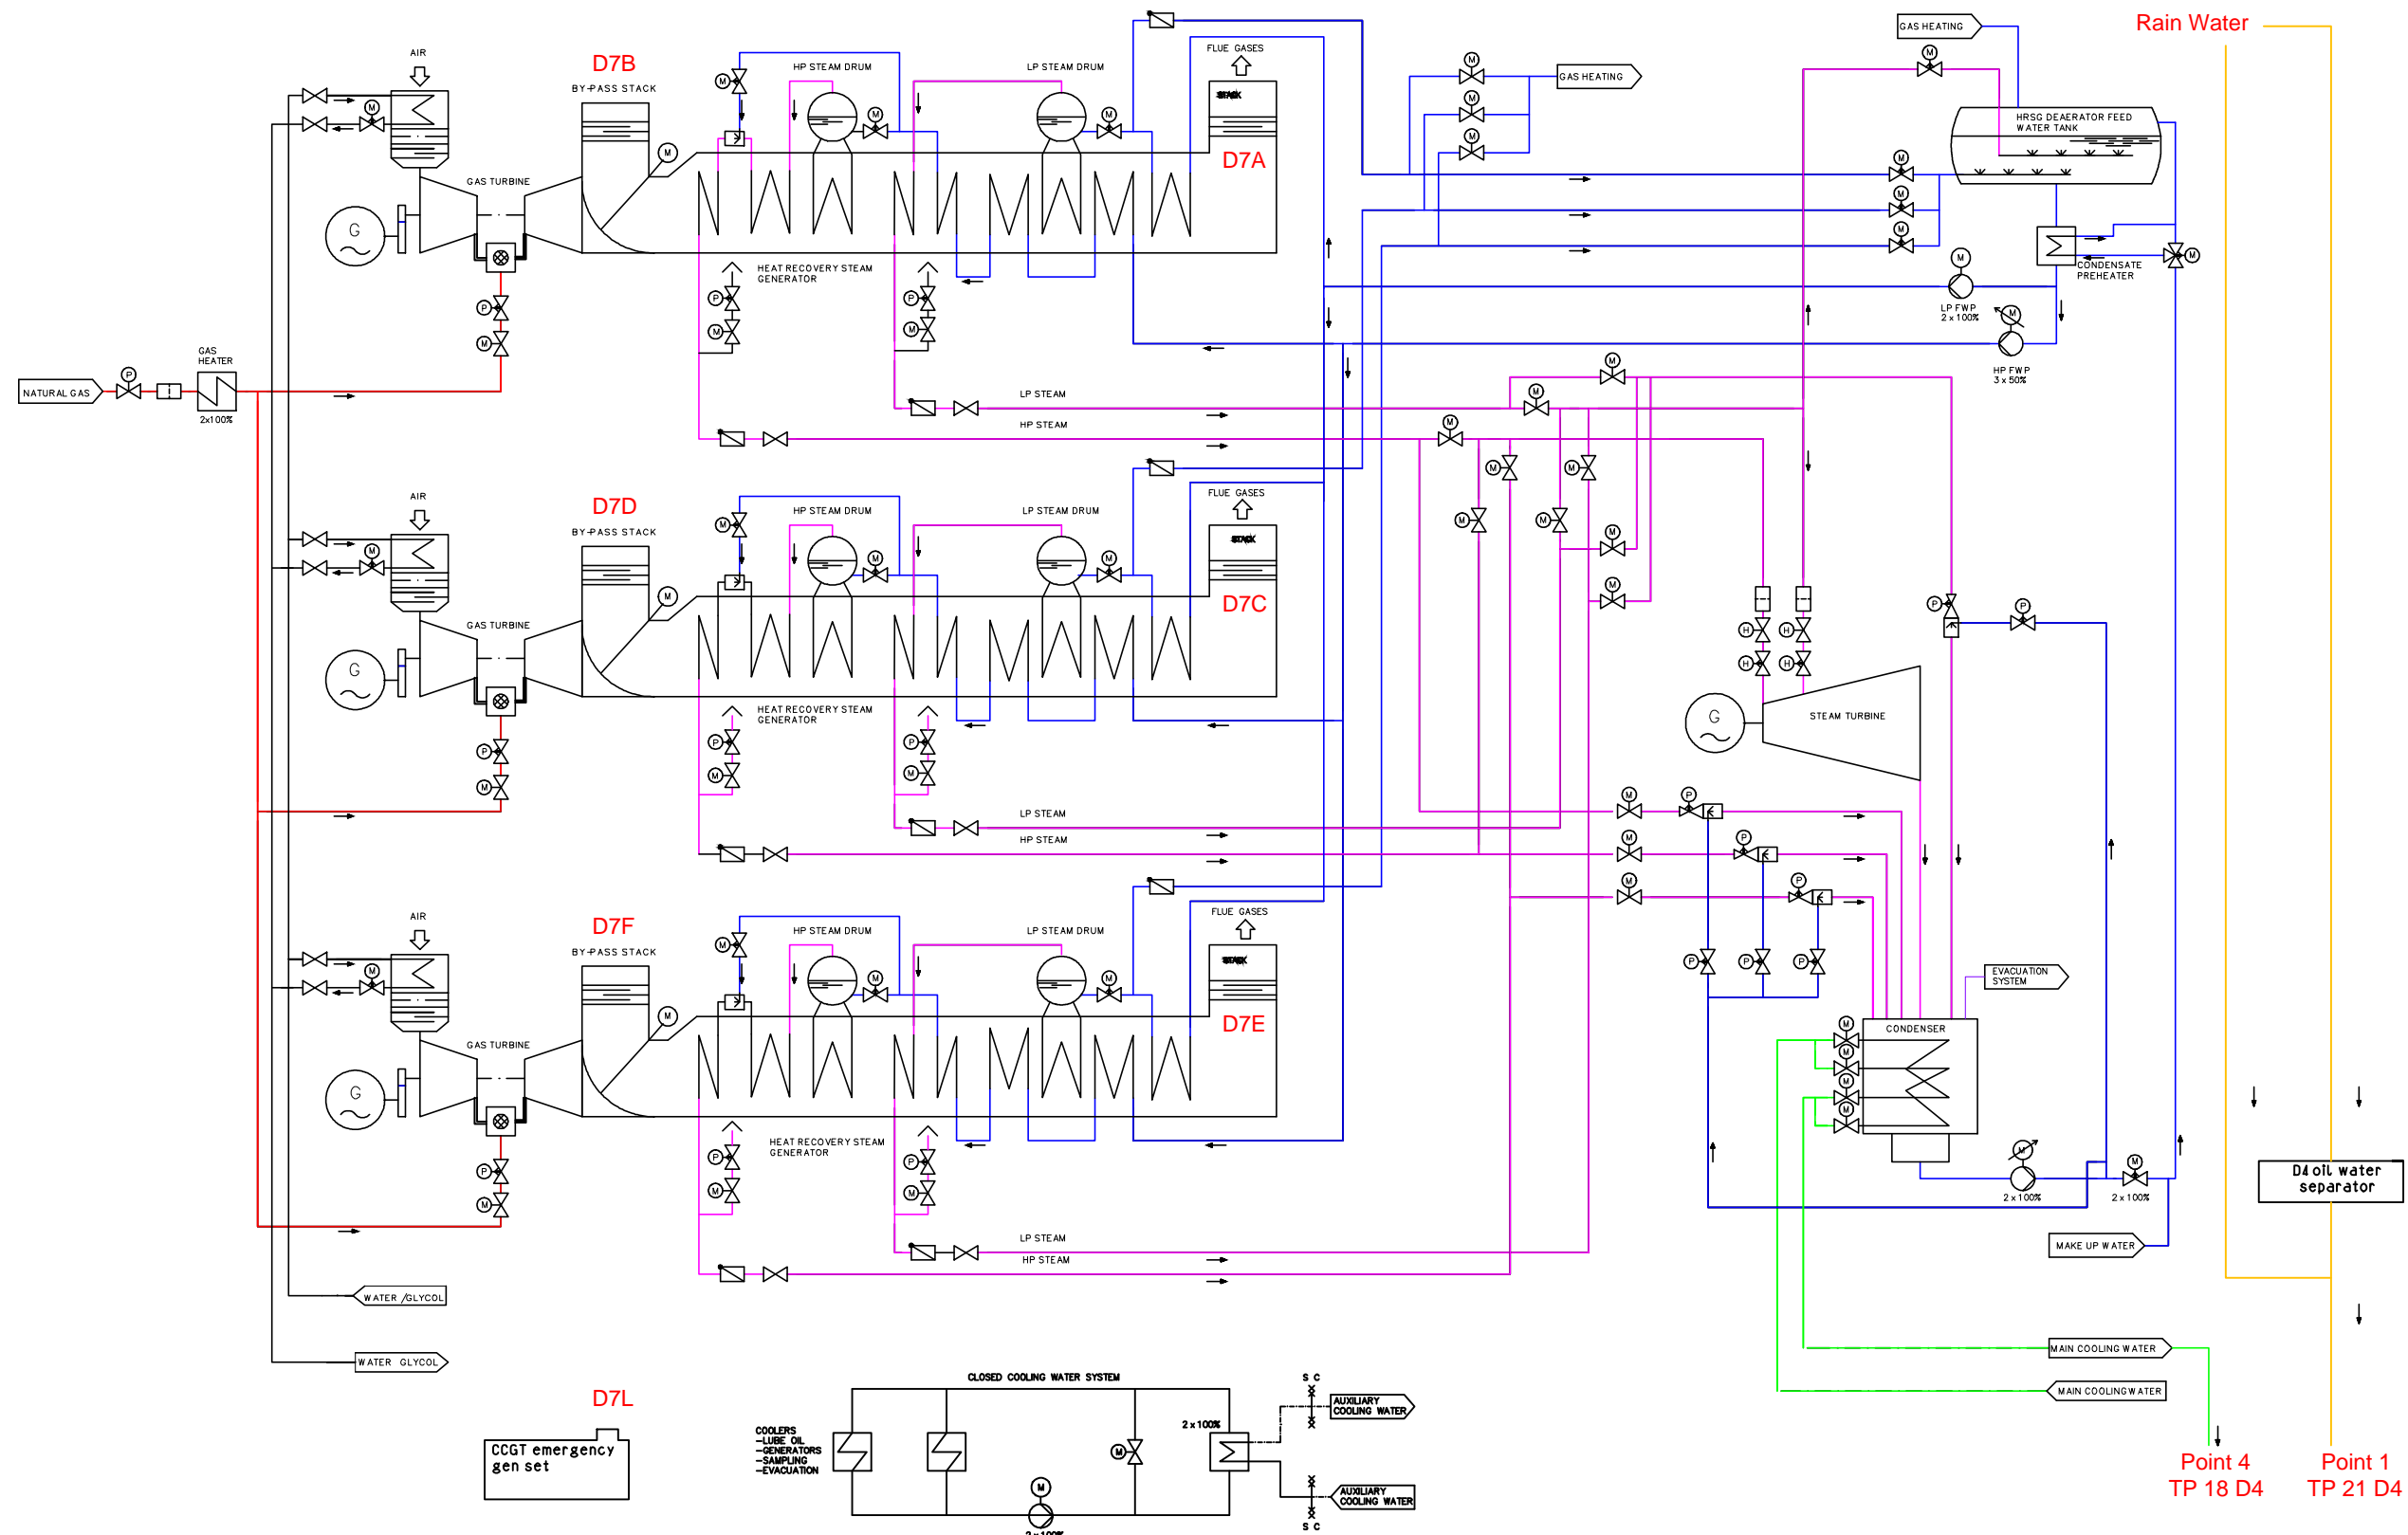 Rain Water
GAS HEATING
AIR
D7B
BY-PASS STACK
HP STEAM DRUM
LP STEAM DRUM
FLUE GASES
STACK
D7A
GAS HEATING
HRSG DEAERATOR FEED
WATER TANK
M
M
M
M
M
M
M
M
M
M
M
M
GAS TURBINE
G
HEAT RECOVERY STEAM
GENERATOR
CONDENSATE
PREHEATER
M
M
LP FWP
2 x 100%
M
HP FWP
3 x 50%
P
M
P
M
P
M
NATURAL GAS
P
GAS
HEATER
2x100%
LP STEAM
HP STEAM
M
M
M
M
M
M
M
M
M
AIR
D7D
BY-PASS STACK
HP STEAM DRUM
LP STEAM DRUM
FLUE GASES
STACK
D7C
M
M
M
M
M
GAS TURBINE
G
HEAT RECOVERY STEAM
GENERATOR
P
M
P
M
P
M
H
H
H
H
P
P
G
STEAM TURBINE
LP STEAM
HP STEAM
M
P
M
P
M
P
AIR
D7F
BY-PASS STACK
HP STEAM DRUM
LP STEAM DRUM
FLUE GASES
STACK
D7E
M
M
M
M
M
P
P
P
EVACUATION
SYSTEM
GAS TURBINE
G
HEAT RECOVERY STEAM
GENERATOR
P
M
P
M
P
M
CONDENSER
M
M
M
M
M
2 x 100%
M
2 x 100%
D4 oil water
separator
LP STEAM
HP STEAM
MAKE UP WATER
WATER /GLYCOL
WATER GLYCOL
MAIN COOLING WATER
MAIN COOLING WATER
D7L
CCGT emergency
gen set
CLOSED COOLING WATER SYSTEM
COOLERS
-LUBE OIL
-GENERATORS
-SAMPLING
-EVACUATION
M
M
2 x 100%
2 x 100%
S C
AUXILIARY
COOLING WATER
AUXILIARY
COOLING WATER
S C
Point 4
TP 18 D4
Point 1
TP 21 D4